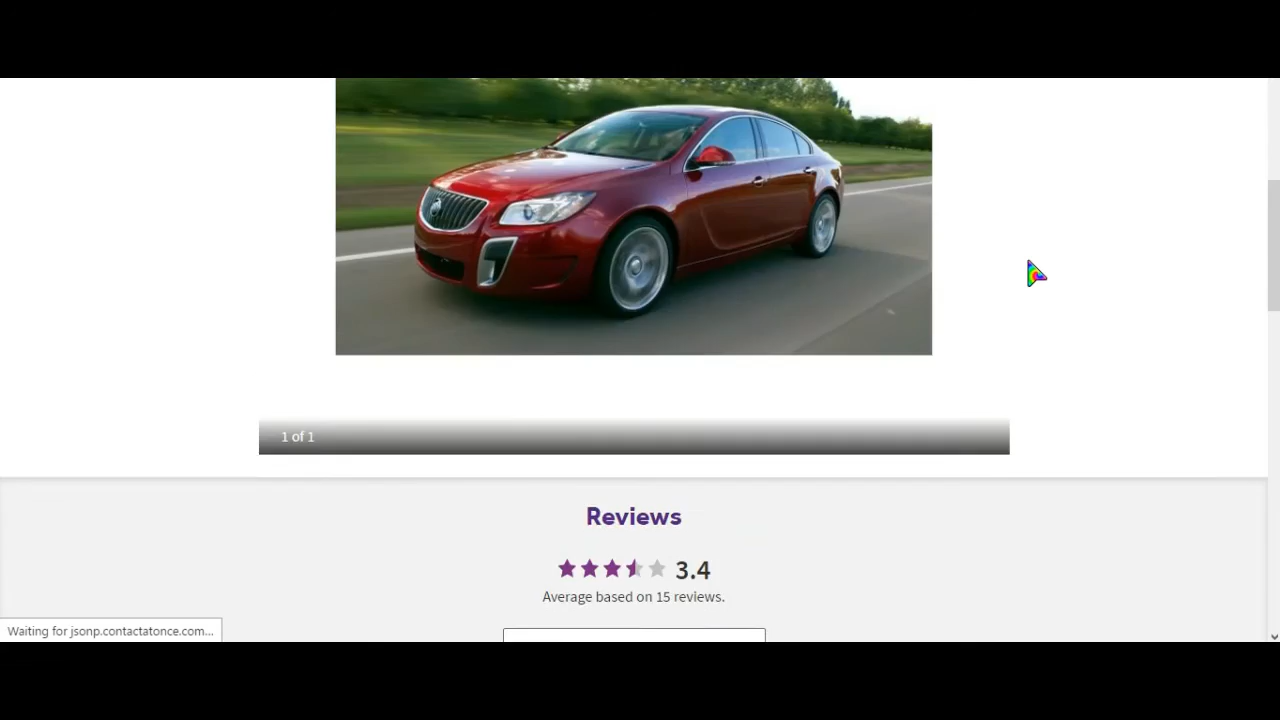 1 of 1
Reviews
3.4
Average based on 15 reviews.
Waiting for jsonp.contactatonce.com...